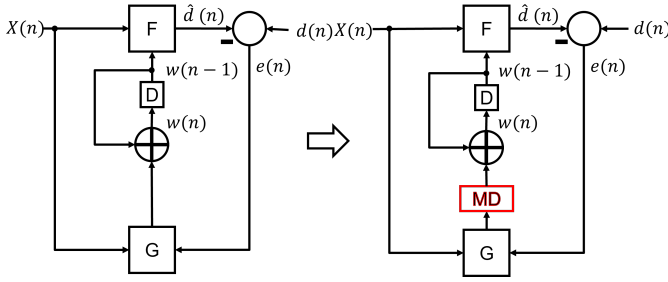 X(n) F d̂ (n) d(n) X(n) F d̂ (n) d(n)
e(n) e(n)
w(n − 1) w(n − 1)
D D
w(n) w(n)
MD
G G